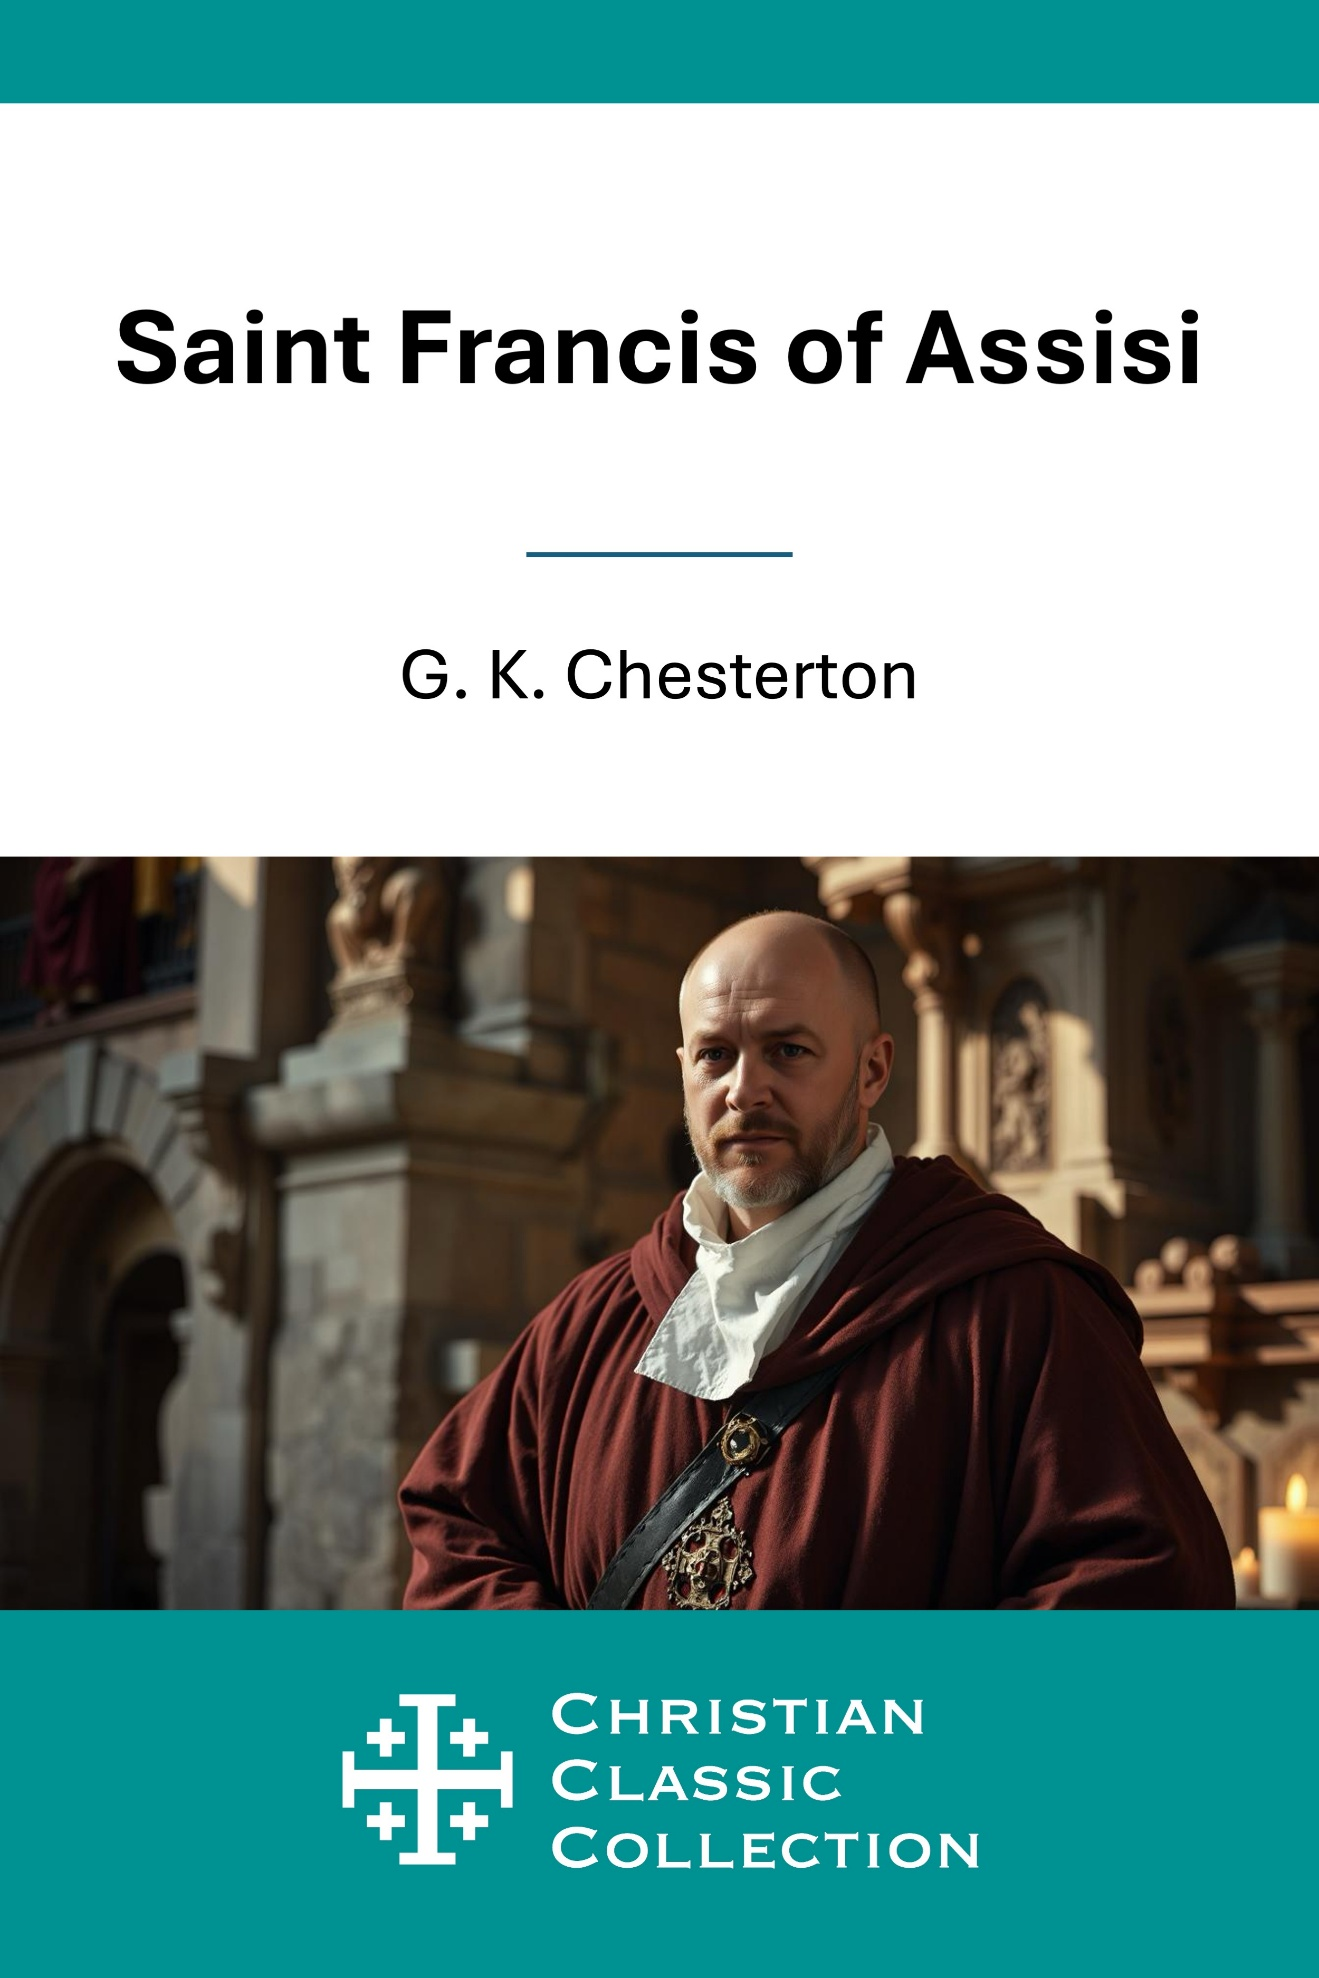 Saint Francis of Assisi
G. K. Chesterton
CHRISTIAN
CLASSIC
COLLECTION